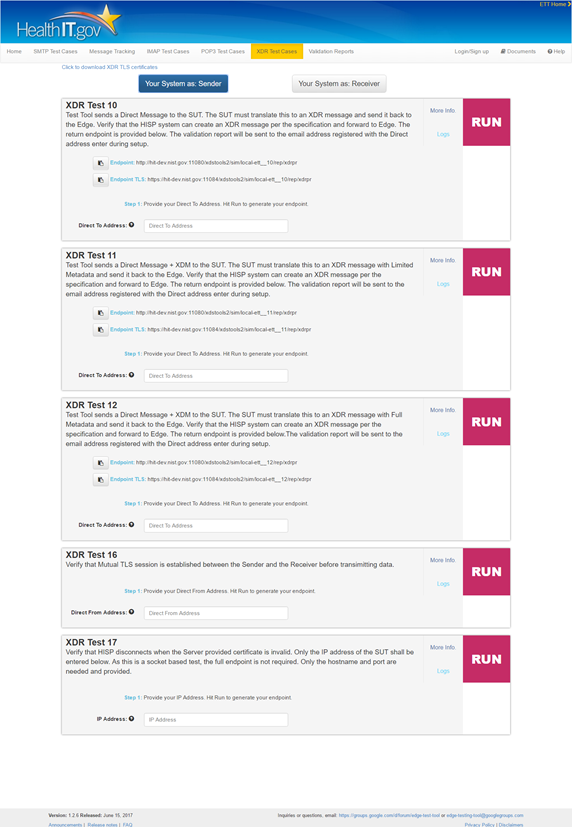 ETT Home
HealthIT.gov
Home SMTP Test Cases Message Tracking IMAP Test Cases POP3 Test Cases XDR Test Cases Validation Reports Login/Sign up Documents Help
Click to download XDR TLS certificates
Your System as: Sender Your System as: Receiver
XDR Test 10
Test Tool sends a Direct Message to the SUT. The SUT must translate this to an XDR message and send it back to
the Edge. Verify that the HISP system can create an XDR message per the specification and forward to Edge. The
return endpoint is provided below. The validation report will be sent to the email address registered with the Direct
address enter during setup.
More Info.
Logs
RUN
Endpoint: http://hit-dev.nist.gov:11080/xdstools2/sim/local-ett__10/rep/xdrpr
Endpoint TLS: https://hit-dev.nist.gov:11084/xdstools2/sim/local-ett__10/rep/xdrpr
Step 1: Provide your Direct To Address. Hit Run to generate your endpoint.
Direct To Address: Direct To Address
XDR Test 11
Test Tool sends a Direct Message + XDM to the SUT. The SUT must translate this to an XDR message with Limited
Metadata and send it back to the Edge. Verify that the HISP system can create an XDR message per the
specification and forward to Edge. The return endpoint is provided below. The validation report will be sent to the
email address registered with the Direct address enter during setup.
More Info.
Logs
RUN
Endpoint: http://hit-dev.nist.gov:11080/xdstools2/sim/local-ett__11/rep/xdrpr
Endpoint TLS: https://hit-dev.nist.gov:11084/xdstools2/sim/local-ett__11/rep/xdrpr
Step 1: Provide your Direct To Address. Hit Run to generate your endpoint.
Direct To Address: Direct To Address
XDR Test 12
Test Tool sends a Direct Message + XDM to the SUT. The SUT must translate this to an XDR message with Full
Metadata and send it back to the Edge. Verify that the HISP system can create an XDR message per the
specification and forward to Edge. The return endpoint is provided below.The validation report will be sent to the
email address registered with the Direct address enter during setup.
More Info.
Logs
RUN
Endpoint: http://hit-dev.nist.gov:11080/xdstools2/sim/local-ett__12/rep/xdrpr
Endpoint TLS: https://hit-dev.nist.gov:11084/xdstools2/sim/local-ett__12/rep/xdrpr
Step 1: Provide your Direct To Address. Hit Run to generate your endpoint.
Direct To Address: Direct To Address
XDR Test 16
Verify that Mutual TLS session is established between the Sender and the Receiver before transimitting data.
More Info.
Logs
RUN
Step 1: Provide your Direct From Address. Hit Run to generate your endpoint.
Direct From Address: Direct From Address
XDR Test 17
Verify that HISP disconnects when the Server provided certificate is invalid. Only the IP address of the SUT shall be
entered below. As this is a socket based test, the full endpoint is not required. Only the hostname and port are
needed and provided.
More Info.
Logs
RUN
Step 1: Provide your IP Address. Hit Run to generate your endpoint.
IP Address: IP Address
Version: 1.2.6 Released: June 15, 2017 Inquiries or questions, email: https://groups.google.com/d/forum/edge-test-tool or edge-testing-tool@googlegroups.com
Announcements | Release notes | FAQ Privacy Policy | Disclaimers